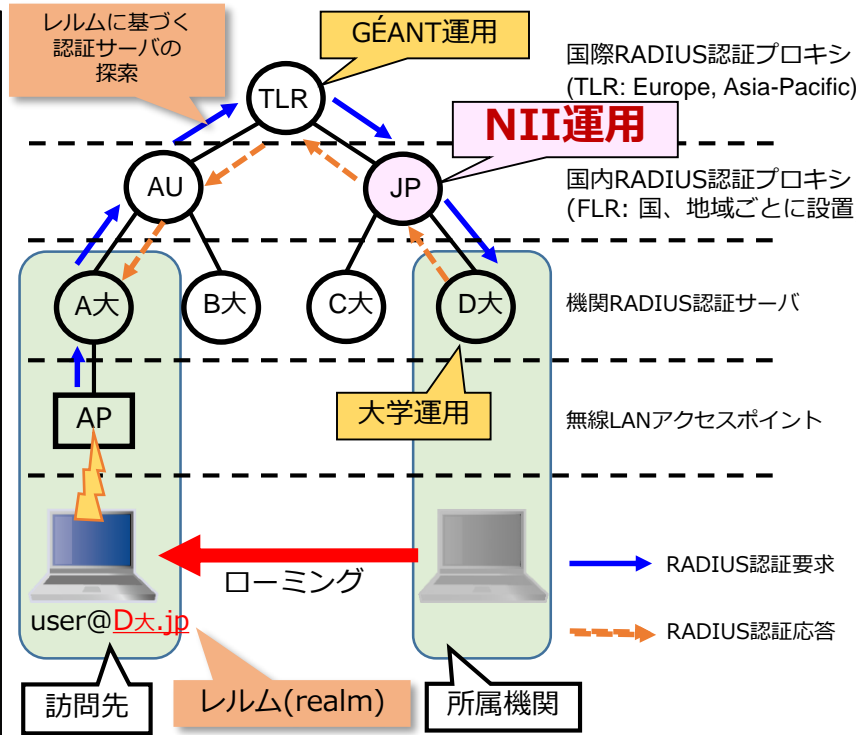 レルムに基づく
認証サーバの
探索
GÉANT運用
国際RADIUS認証プロキシ
(TLR: Europe, Asia-Pacific)
TLR
NII運用
AU
JP
国内RADIUS認証プロキシ
(FLR: 国、地域ごとに設置
A大
B大
C大
D大
機関RADIUS認証サーバ
大学運用
AP
無線LANアクセスポイント
ローミング
RADIUS認証要求
user@D大.jp
RADIUS認証応答
訪問先
レルム(realm)
所属機関